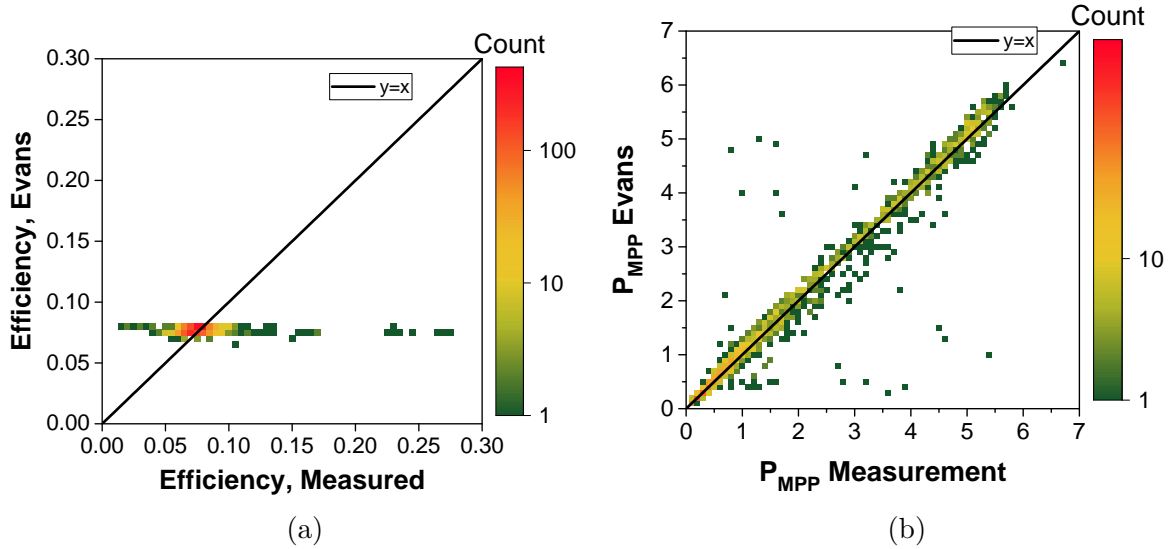 Count
0.30
0.25
0.20
0.15
0.10
0.05
0.00
0.00 0.05 0.10 0.15 0.20 0.25 0.30
Efficiency, Evans
Efficiency, Measured
y=x
100
10
1
(a)
Count
7
6
5
4
3
2
1
0
0 1 2 3 4 5 6 7
P_MPP Evans
P_MPP Measurement
y=x
10
1
(b)